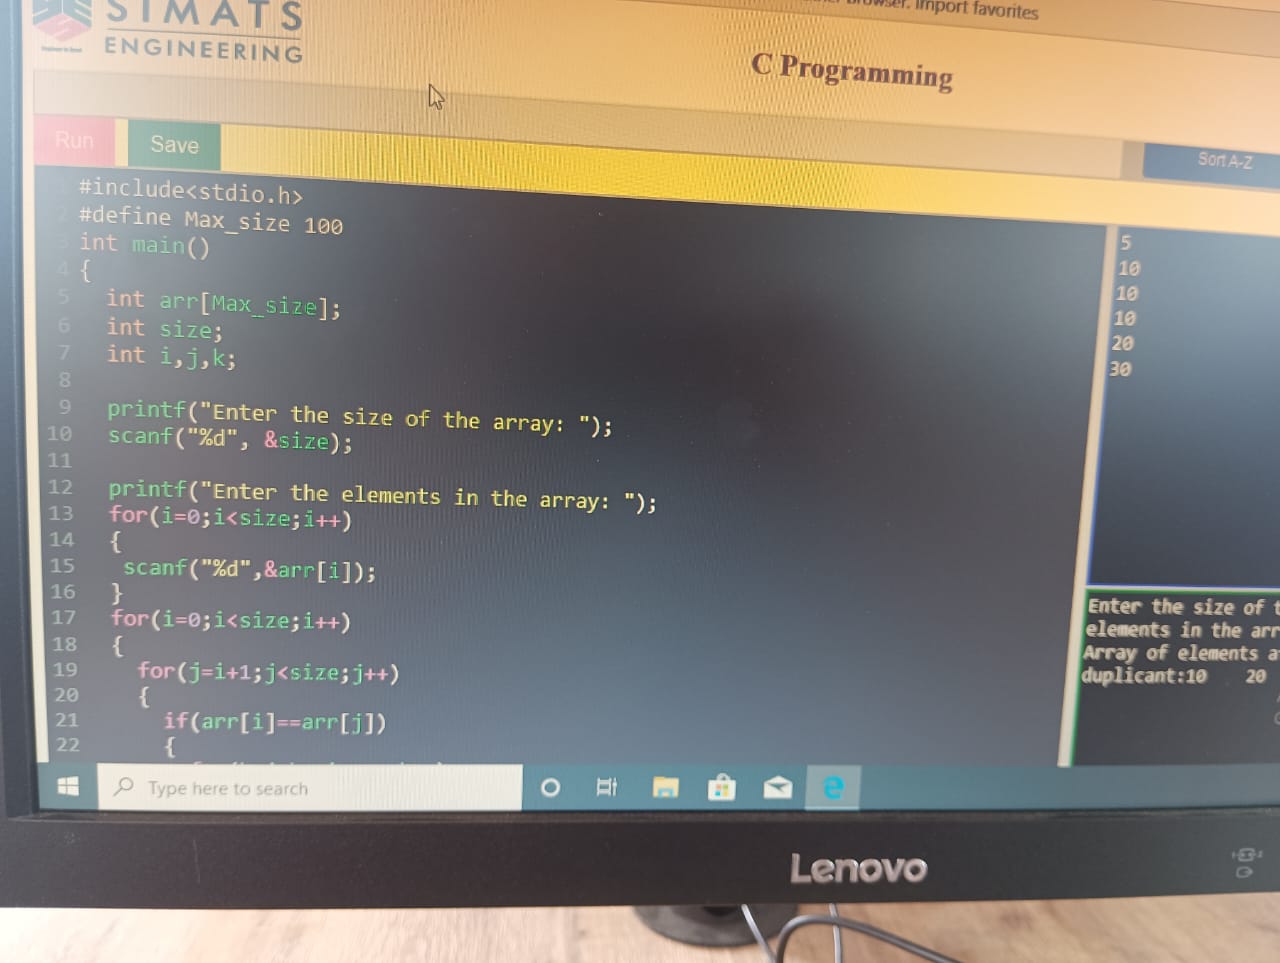 SIMATS
ENGINEERING
Import favorites
C Programming
Run
Save
Sort A-Z
#include<stdio.h>
2 #define Max_size 100
3 int main()
4 {
5 int arr[Max_size];
6 int size;
7 int i,j,k;
8
9 printf("Enter the size of the array: ");
10 scanf("%d", &size);
11
12 printf("Enter the elements in the array: ");
13 for(i=0;i<size;i++)
14 {
15 scanf("%d",&arr[i]);
16 }
17 for(i=0;i<size;i++)
18 {
19 for(j=i+1;j<size;j++)
20 {
21 if(arr[i]==arr[j])
22 {
5
10
10
10
20
30
Enter the size of
elements in the arr
Array of elements a
duplicant:10 20
Type here to search
Lenovo